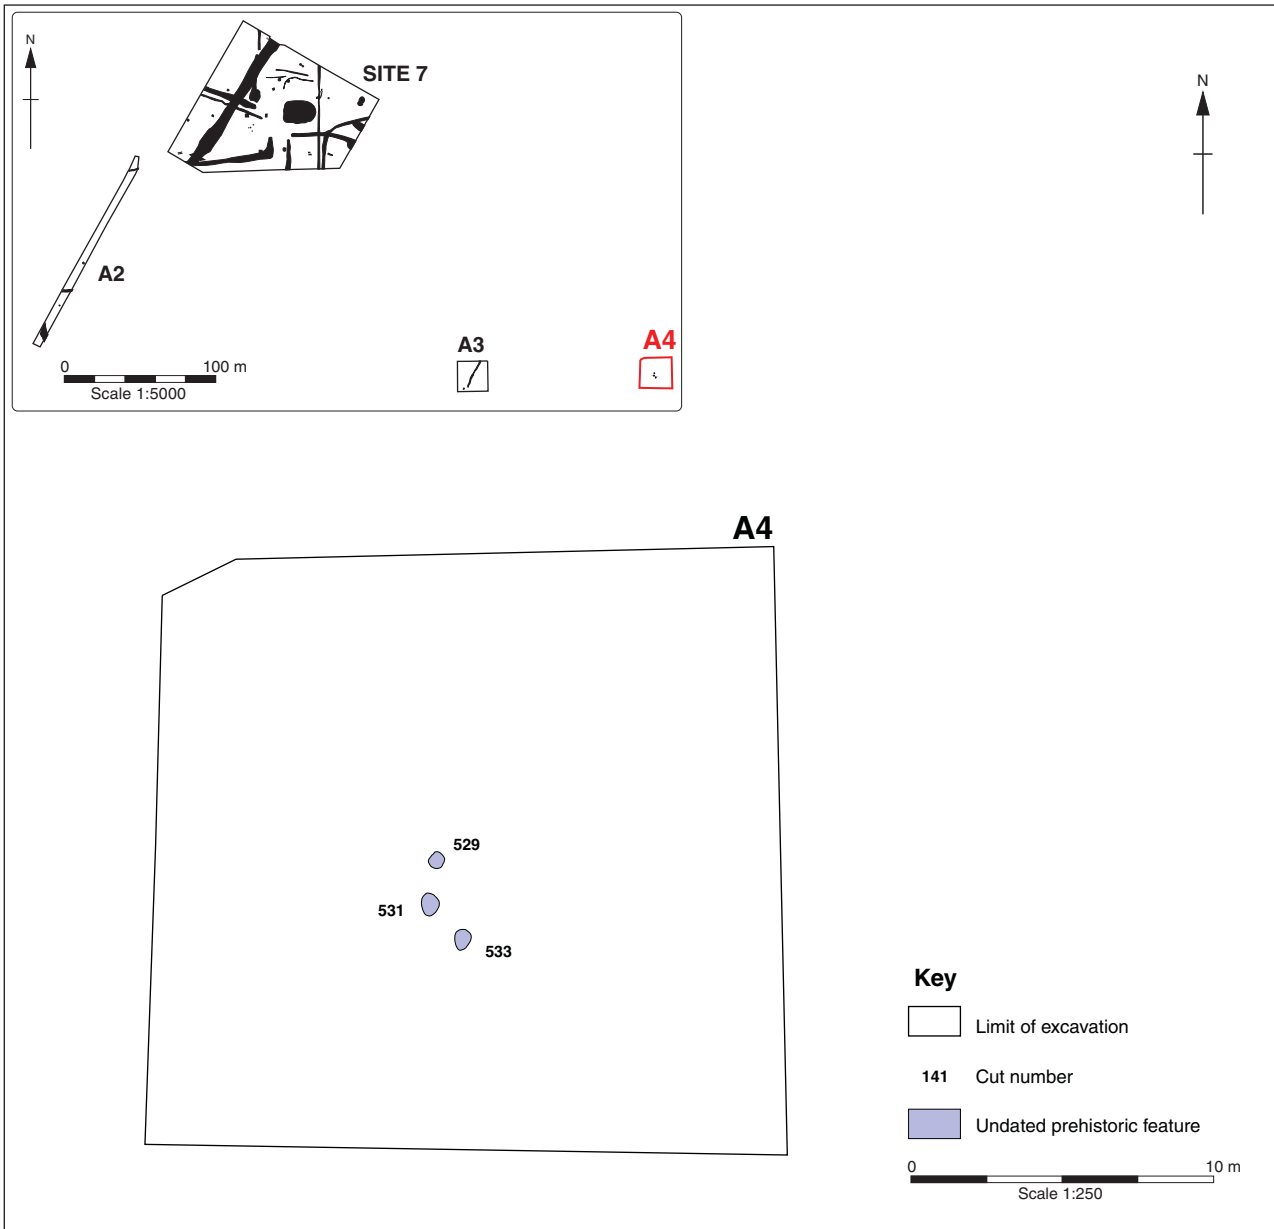 N
SITE 7
A2
0 100 m
Scale 1:5000
A3
A4
N
A4
529
531
533
Key
Limit of excavation
141 Cut number
Undated prehistoric feature
0 10 m
Scale 1:250